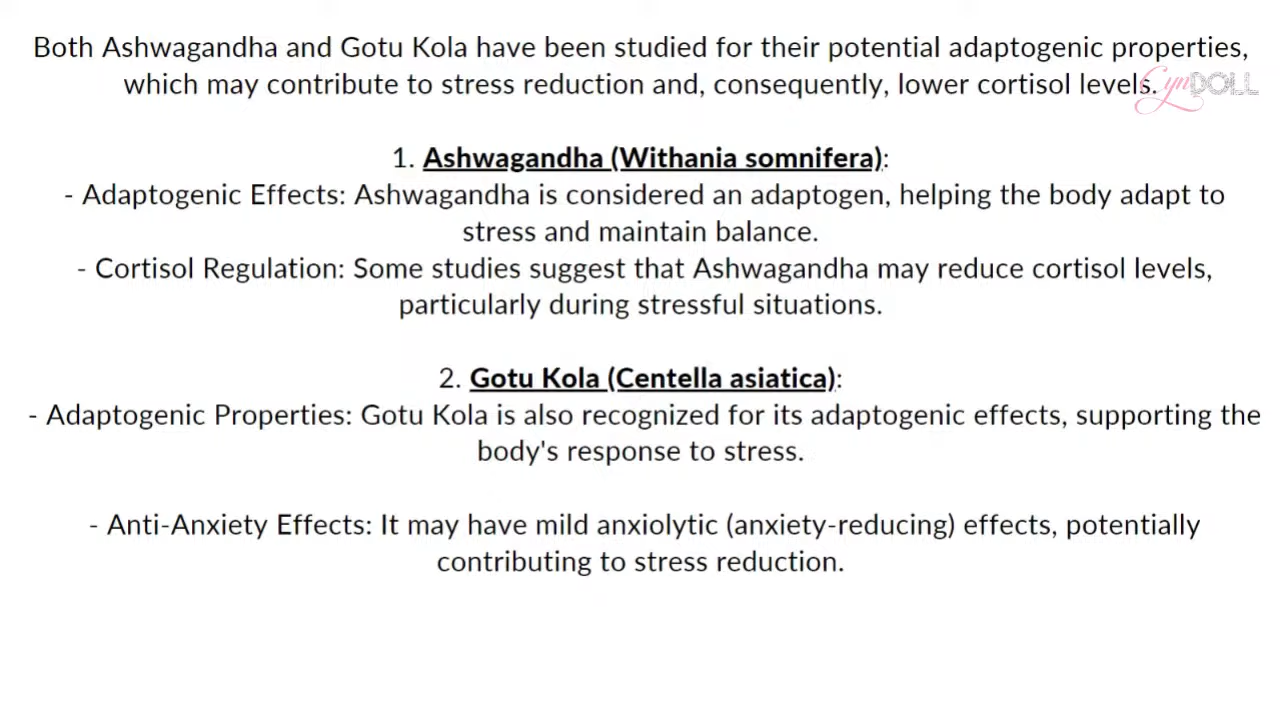 Both Ashwagandha and Gotu Kola have been studied for their potential adaptogenic properties,
which may contribute to stress reduction and, consequently, lower cortisol levels.
CynDOLL
1. Ashwagandha (Withania somnifera):
- Adaptogenic Effects: Ashwagandha is considered an adaptogen, helping the body adapt to
stress and maintain balance.
- Cortisol Regulation: Some studies suggest that Ashwagandha may reduce cortisol levels,
particularly during stressful situations.
2. Gotu Kola (Centella asiatica):
- Adaptogenic Properties: Gotu Kola is also recognized for its adaptogenic effects, supporting the
body's response to stress.
- Anti-Anxiety Effects: It may have mild anxiolytic (anxiety-reducing) effects, potentially
contributing to stress reduction.